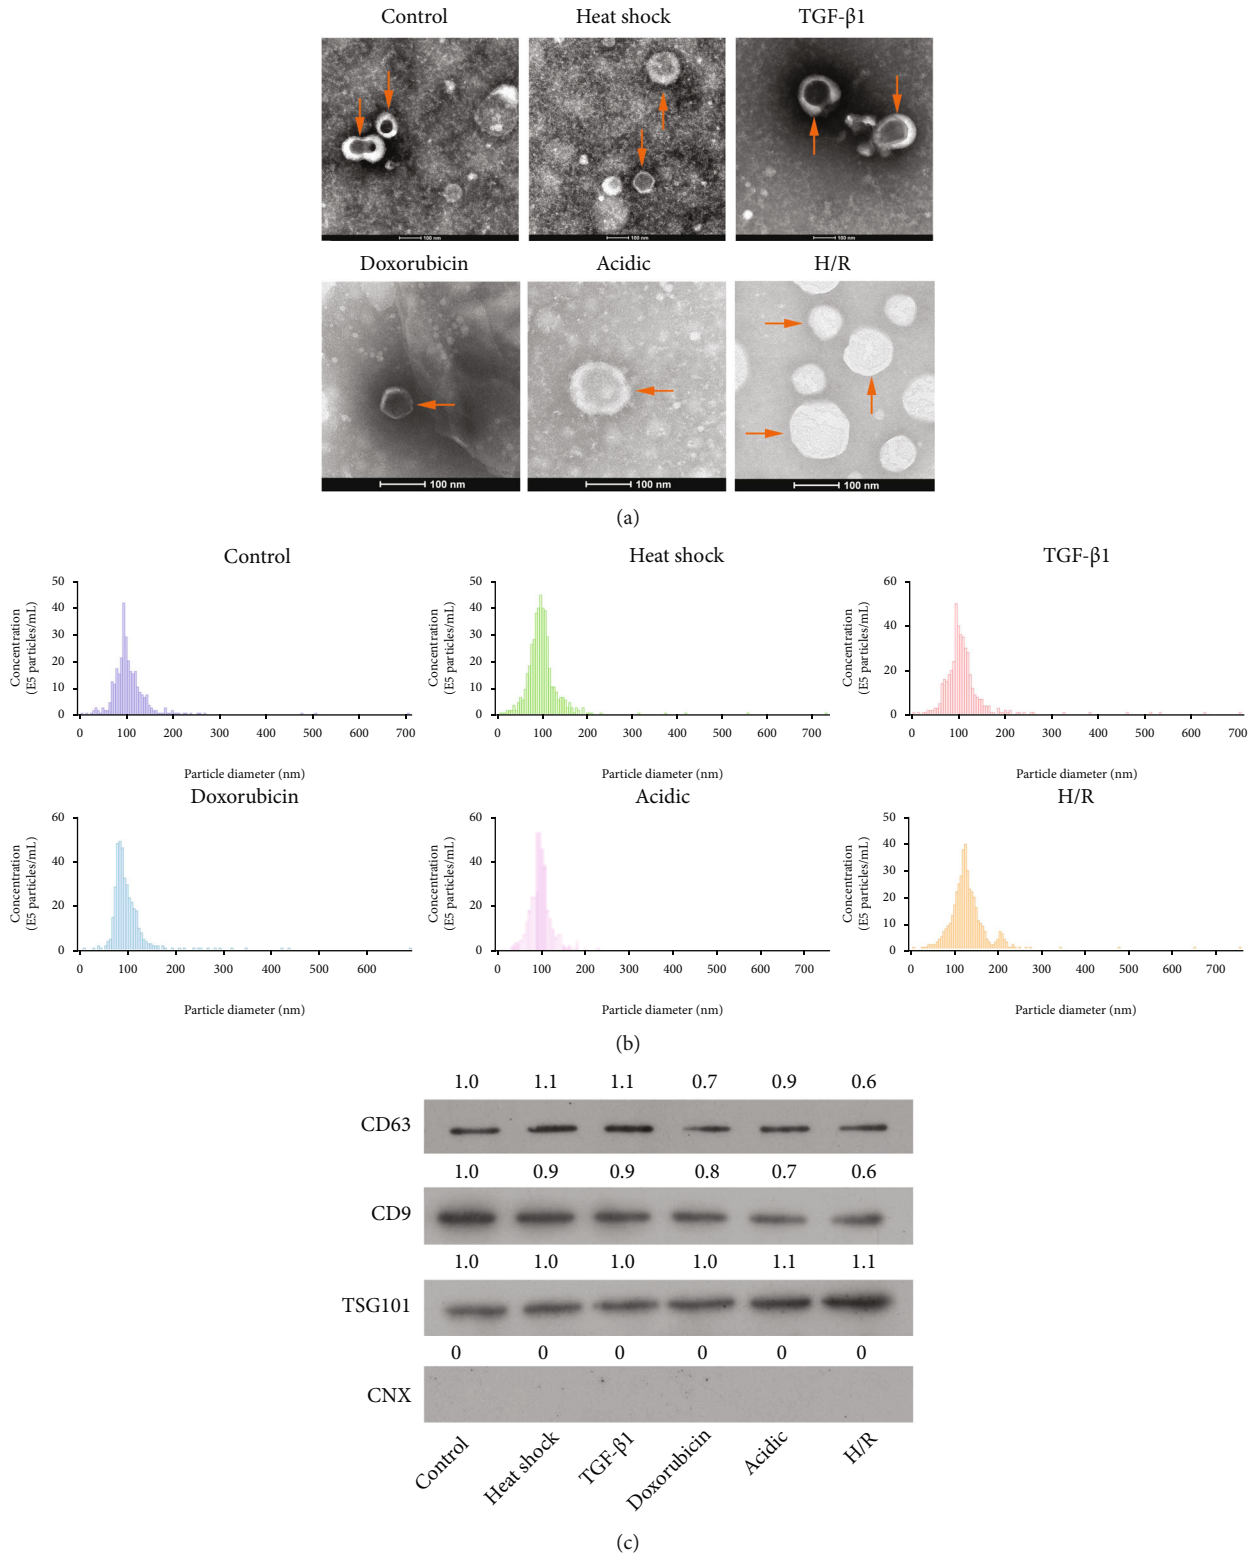 Control Heat shock TGF-β1
100 nm 100 nm 100 nm
Doxorubicin Acidic H/R
100 nm 100 nm 100 nm
(a)
Control Heat shock TGF-β1
Concentration
(E5 particles/mL)
50
40
30
20
10
0
0 100 200 300 400 500 600 700
Particle diameter (nm)
Concentration
(E5 particles/mL)
50
40
30
20
10
0
0 100 200 300 400 500 600 700
Particle diameter (nm)
Concentration
(E5 particles/mL)
60
40
20
0
0 100 200 300 400 500 600 700
Particle diameter (nm)
Doxorubicin Acidic H/R
Concentration
(E5 particles/mL)
60
40
20
0
0 100 200 300 400 500 600
Particle diameter (nm)
Concentration
(E5 particles/mL)
60
40
20
0
0 100 200 300 400 500 600 700
Particle diameter (nm)
Concentration
(E5 particles/mL)
50
40
30
20
10
0
0 100 200 300 400 500 600 700
Particle diameter (nm)
(b)
1.0 1.1 1.1 0.7 0.9 0.6
CD63
1.0 0.9 0.9 0.8 0.7 0.6
CD9
1.0 1.0 1.0 1.0 1.1 1.1
TSG101
0 0 0 0 0 0
CNX
Control Heat shock TGF-β1 Doxorubicin Acidic H/R
(c)